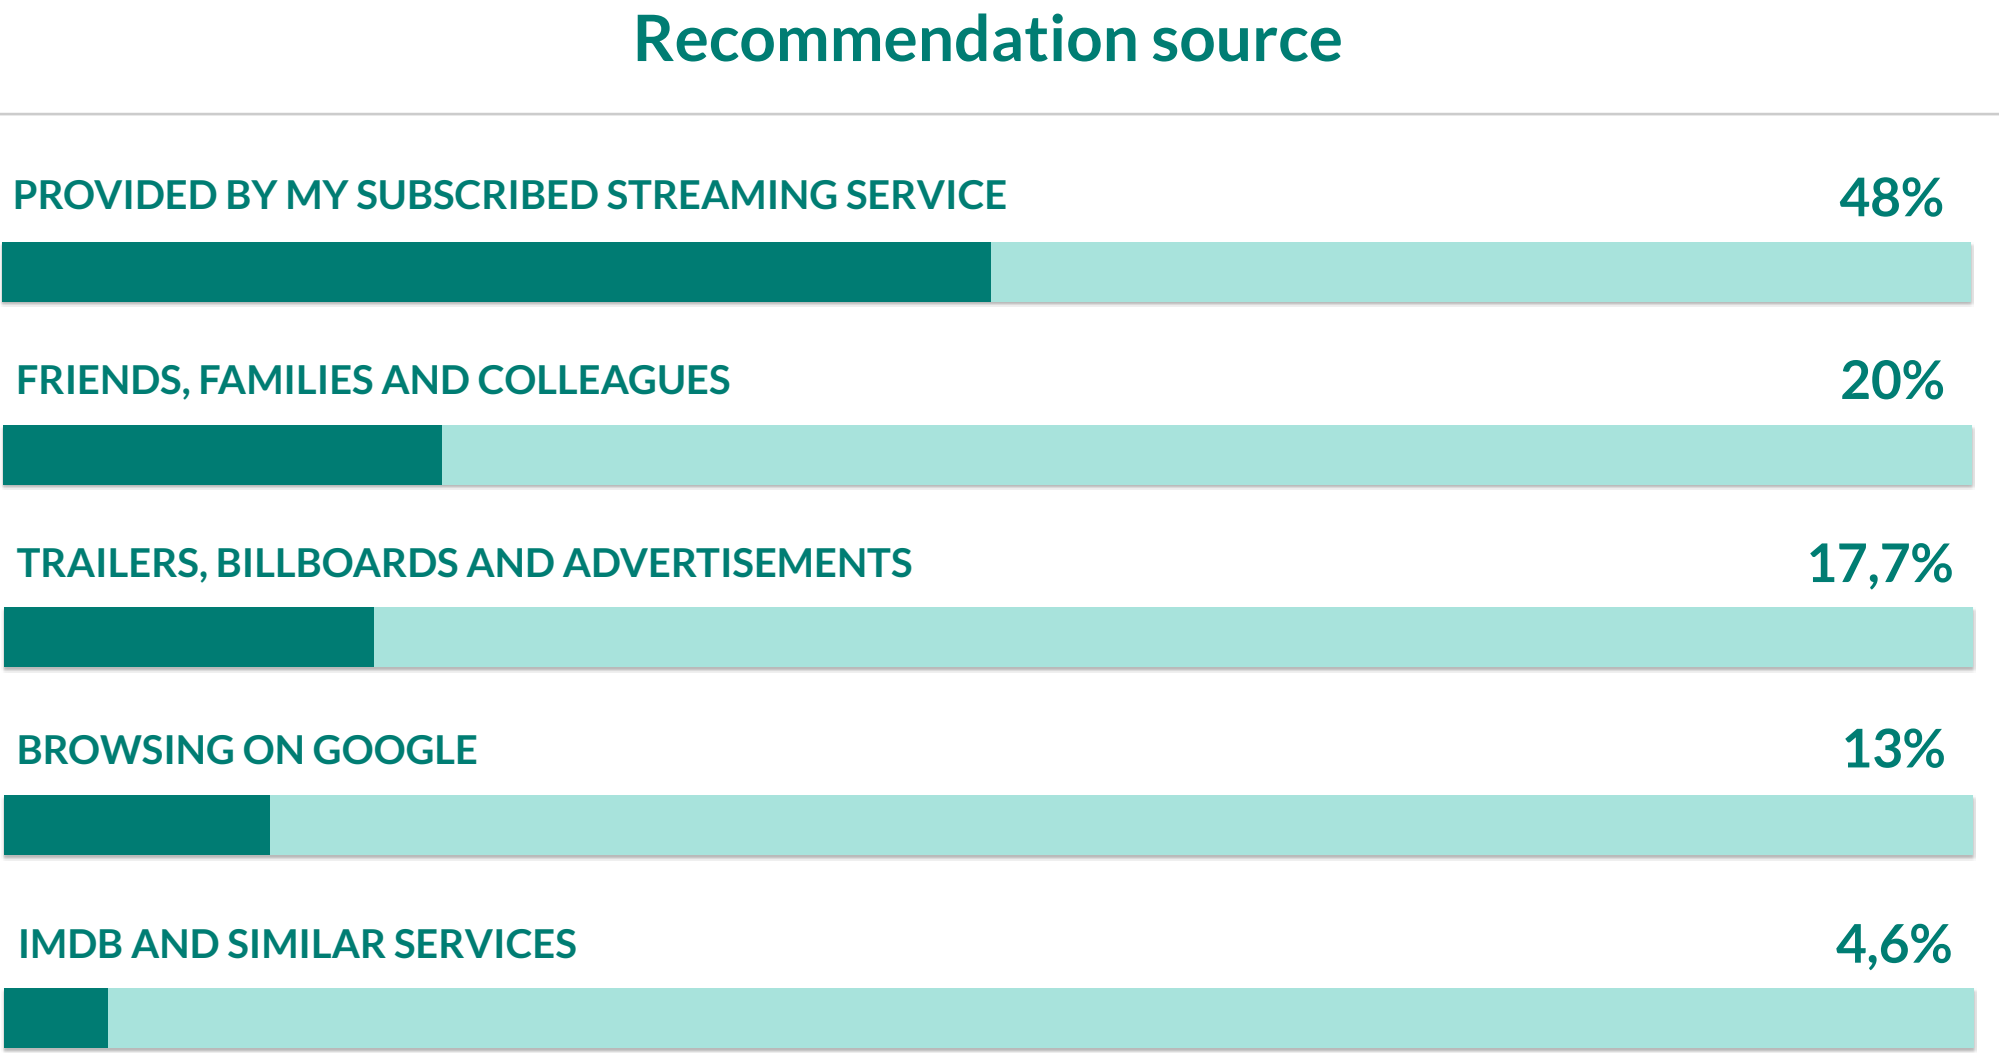 Recommendation source
PROVIDED BY MY SUBSCRIBED STREAMING SERVICE 48%
FRIENDS, FAMILIES AND COLLEAGUES 20%
TRAILERS, BILLBOARDS AND ADVERTISEMENTS 17,7%
BROWSING ON GOOGLE 13%
IMDB AND SIMILAR SERVICES 4,6%